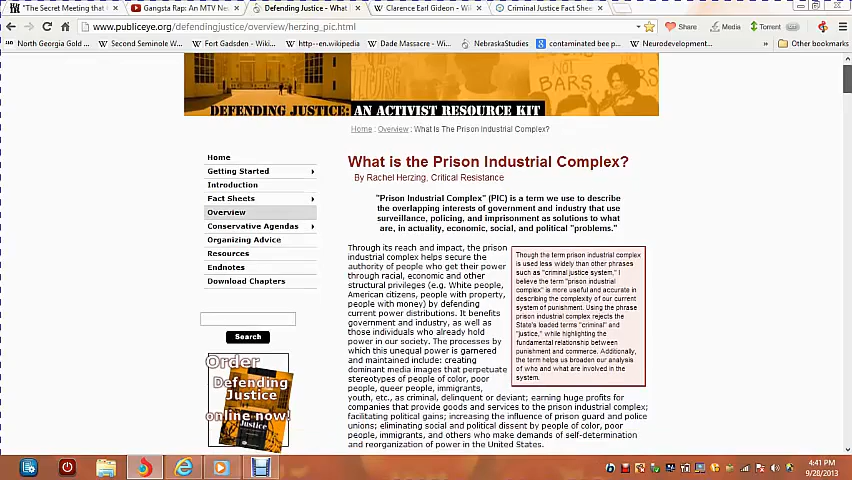 "The Secret Meeting that
Gangsta Rap: An MTV Ne
Defending Justice - What
Clarence Earl Gideon - Wil
Criminal Justice Fact Shee
www.publiceye.org/defendingjustice/overview/herzing_pic.html
Share
Media
Twitter
North Georgia Gold ...
Second Seminole W...
Fort Gadsden - Wiki...
http--en.wikipedia
Dade Massacre - Wi...
NebraskaStudies
contaminated bee p...
Neurodevelopment...
»
Other bookmarks
NOT
BARS
DEFENDING JUSTICE: AN ACTIVIST RESOURCE KIT
Home : Overview : What Is The Prison Industrial Complex?
Home
Getting Started
Introduction
Fact Sheets
Overview
Conservative Agendas
Organizing Advice
Resources
Endnotes
Download Chapters
Search
Order
Defending
Justice
online now!
Justice
What is the Prison Industrial Complex?
By Rachel Herzing, Critical Resistance
"Prison Industrial Complex" (PIC) is a term we use to describe
the overlapping interests of government and industry that use
surveillance, policing, and imprisonment as solutions to what
are, in actuality, economic, social, and political "problems."
Through its reach and impact, the prison
industrial complex helps secure the
authority of people who get their power
through racial, economic and other
structural privileges (e.g. White people,
American citizens, people with property,
people with money) by defending
current power distributions. It benefits
government and industry, as well as
those individuals who already hold
power in our society. The processes by
which this unequal power is garnered
and maintained include: creating
dominant media images that perpetuate
stereotypes of people of color, poor
people, queer people, immigrants,
youth, etc., as criminal, delinquent or deviant; earning huge profits for
companies that provide goods and services to the prison industrial complex;
facilitating political gains; increasing the influence of prison guard and police
unions; eliminating social and political dissent by people of color, poor
people, immigrants, and others who make demands of self-determination
and reorganization of power in the United States.
Though the term prison industrial complex
is used less widely than other phrases
such as "criminal justice system," I
believe the term "prison industrial
complex" is more useful and accurate in
describing the complexity of our current
system of punishment. Using the phrase
prison industrial complex rejects the
State's loaded terms "criminal" and
"justice," while highlighting the
fundamental relationship between
punishment and commerce. Additionally,
the term helps us broaden our analysis
of who and what are involved in the
system.
4:41 PM
9/28/2013